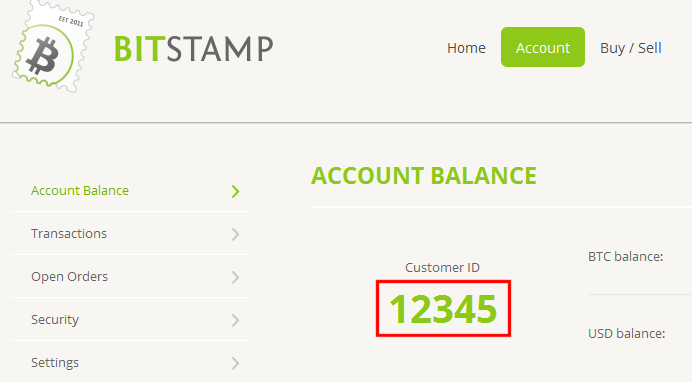 EST 2011
BITSTAMP
Home Account Buy / Sell
Account Balance
Transactions
Open Orders
Security
Settings
ACCOUNT BALANCE
Customer ID
12345
BTC balance:
USD balance: